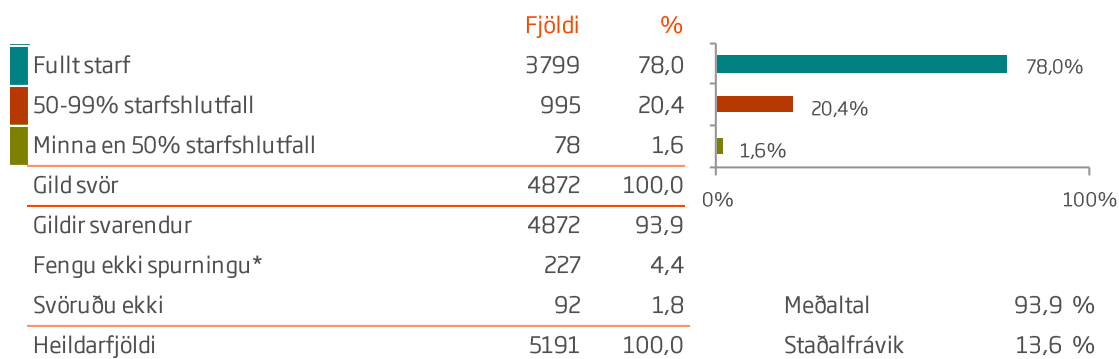 Fjöldi %
Fullt starf 3799 78,0 78,0%
50-99% starfshlutfall 995 20,4 20,4%
Minna en 50% starfshlutfall 78 1,6 1,6%
Gild svör 4872 100,0
0% 100%
Gildir svarendur 4872 93,9
Fengu ekki spurningu* 227 4,4
Svöruðu ekki 92 1,8 Meðaltal 93,9 %
Heildarfjöldi 5191 100,0 Staðalfrávik 13,6 %